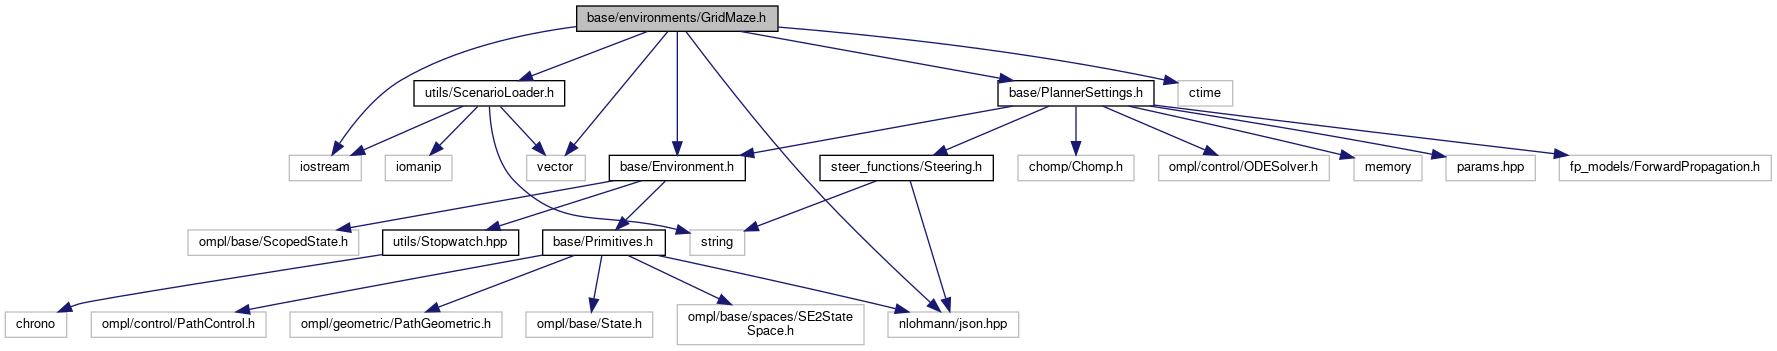 base/environments/GridMaze.h
utils/ScenarioLoader.h
base/PlannerSettings.h
ctime
iostream
iomanip
vector
base/Environment.h
steer_functions/Steering.h
chomp/Chomp.h
ompl/control/ODESolver.h
memory
params.hpp
fp_models/ForwardPropagation.h
ompl/base/ScopedState.h
utils/Stopwatch.hpp
base/Primitives.h
string
chrono
ompl/control/PathControl.h
ompl/geometric/PathGeometric.h
ompl/base/State.h
ompl/base/spaces/SE2State
Space.h
nlohmann/json.hpp